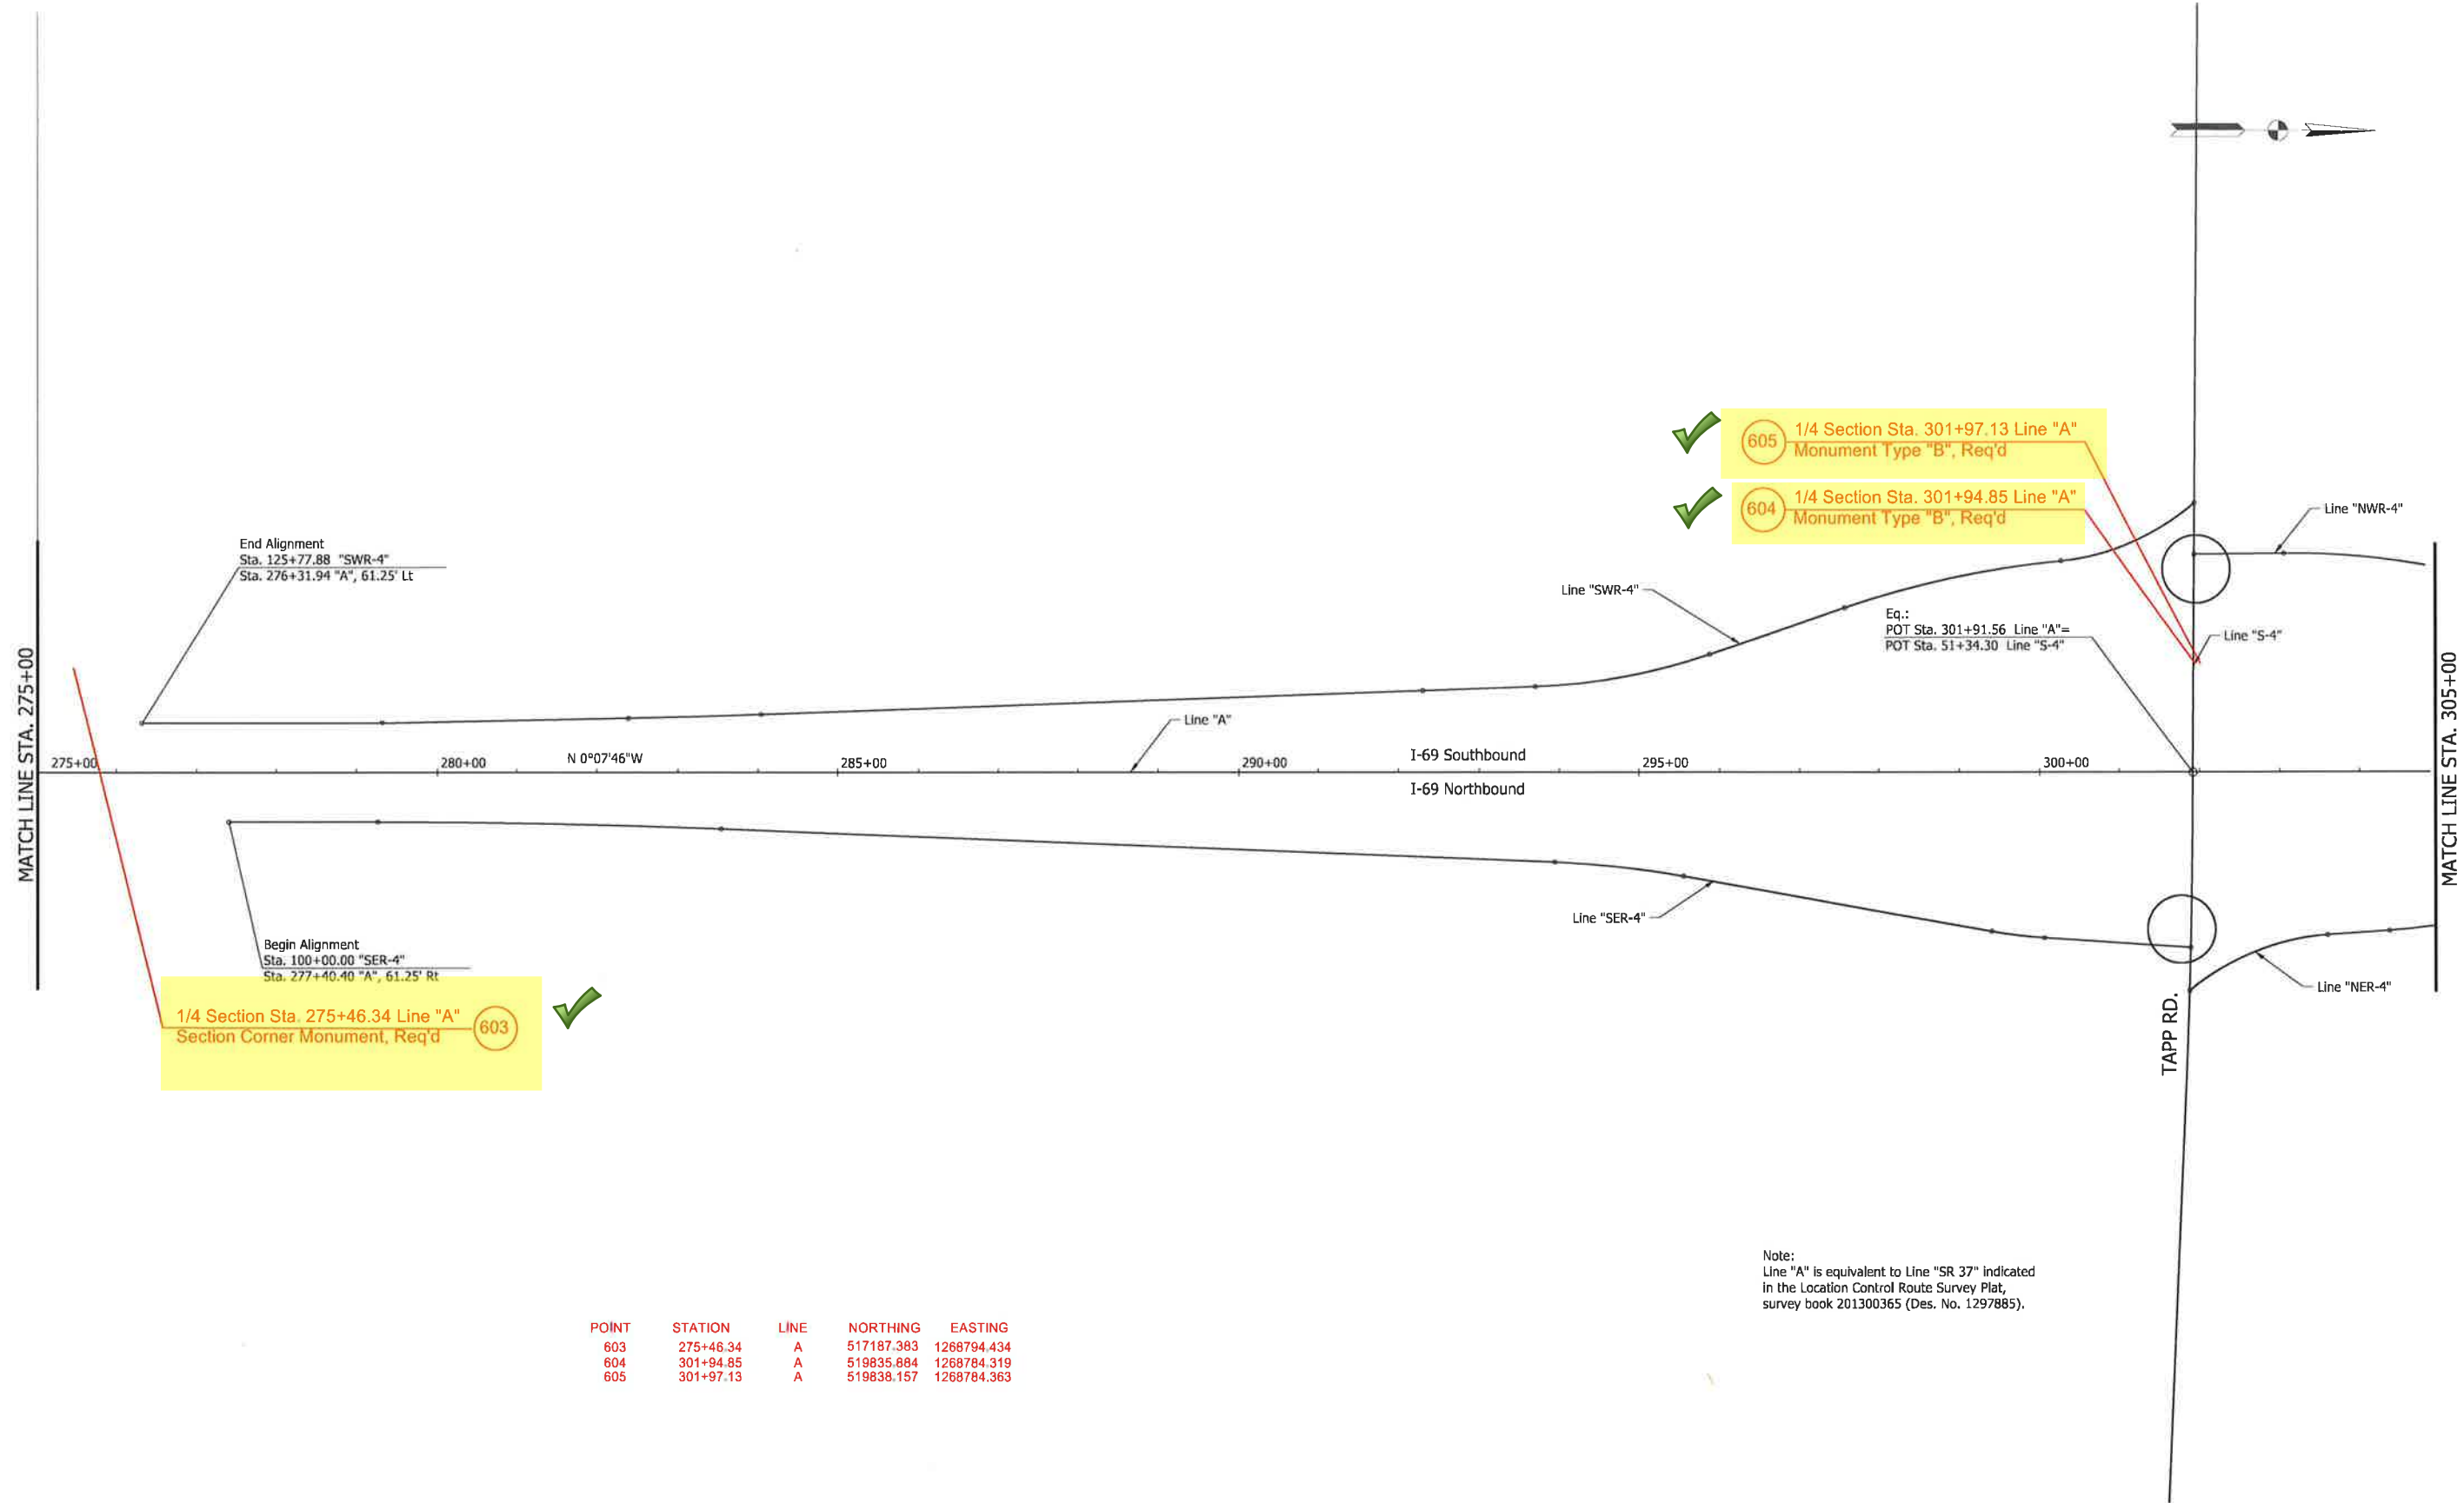 605
1/4 Section Sta. 301+97.13 Line "A"
Monument Type "B", Req'd
604
1/4 Section Sta. 301+94.85 Line "A"
Monument Type "B", Req'd
Line "NWR-4"
End Alignment
Sta. 125+77.88 "SWR-4"
Sta. 276+31.94 "A", 61.25' Lt
Line "SWR-4"
Eq.:
POT Sta. 301+91.56 Line "A"=
POT Sta. 51+34.30 Line "S-4"
Line "S-4"
MATCH LINE STA. 275+00
MATCH LINE STA. 305+00
Line "A"
275+00
280+00
N 0°07'46"W
285+00
290+00
I-69 Southbound
295+00
300+00
I-69 Northbound
Line "SER-4"
Begin Alignment
Sta. 100+00.00 "SER-4"
Sta. 277+40.40 "A", 61.25' Rt
Line "NER-4"
1/4 Section Sta. 275+46.34 Line "A"
Section Corner Monument, Req'd
603
TAPP RD.
Note:
Line "A" is equivalent to Line "SR 37" indicated
in the Location Control Route Survey Plat,
survey book 201300365 (Des. No. 1297885).
POINT STATION LINE NORTHING EASTING
603 275+46.34 A 517187.383 1268794.434
604 301+94.85 A 519835.884 1268784.319
605 301+97.13 A 519838.157 1268784.363